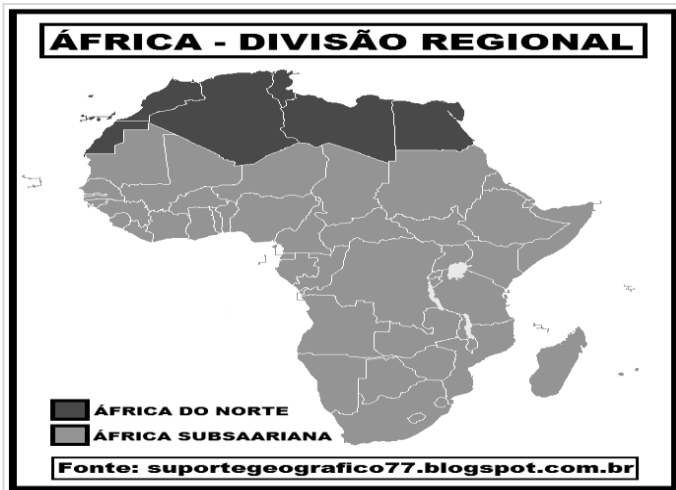 ÁFRICA - DIVISÃO REGIONAL
ÁFRICA DO NORTE
ÁFRICA SUBSAARIANA
Fonte: suportegeografico77.blogspot.com.br